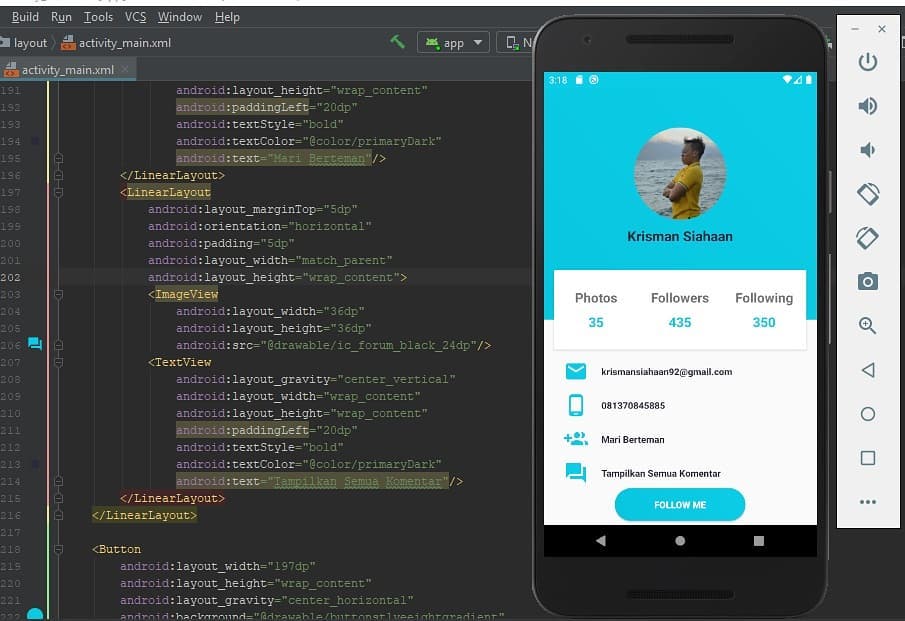 Build Run Tools VCS Window Help
layout activity_main.xml app N
activity_main.xml
191 android:layout_height="wrap_content"
192 android:paddingLeft="20dp"
193 android:textStyle="bold"
194 android:textColor="@color/primaryDark"
195 android:text="Mari Berteman"/>
196 </LinearLayout>
197 <LinearLayout
198 android:layout_marginTop="5dp"
199 android:orientation="horizontal"
200 android:padding="5dp"
201 android:layout_width="match_parent"
202 android:layout_height="wrap_content">
203 <ImageView
204 android:layout_width="36dp"
205 android:layout_height="36dp"
206 android:src="@drawable/ic_forum_black_24dp"/>
207 <TextView
208 android:layout_gravity="center_vertical"
209 android:layout_width="wrap_content"
210 android:layout_height="wrap_content"
211 android:paddingLeft="20dp"
212 android:textStyle="bold"
213 android:textColor="@color/primaryDark"
214 android:text="Tampilkan Semua Komentar"/>
215 </LinearLayout>
216 </LinearLayout>
217
218 <Button
219 android:layout_width="197dp"
220 android:layout_height="wrap_content"
221 android:layout_gravity="center_horizontal"
222 android:background="@drawable/buttonstlyeeightgradient"
3:18
Krisman Siahaan
Photos Followers Following
35 435 350
krismansiahaan92@gmail.com
081370845885
Mari Berteman
Tampilkan Semua Komentar
FOLLOW ME